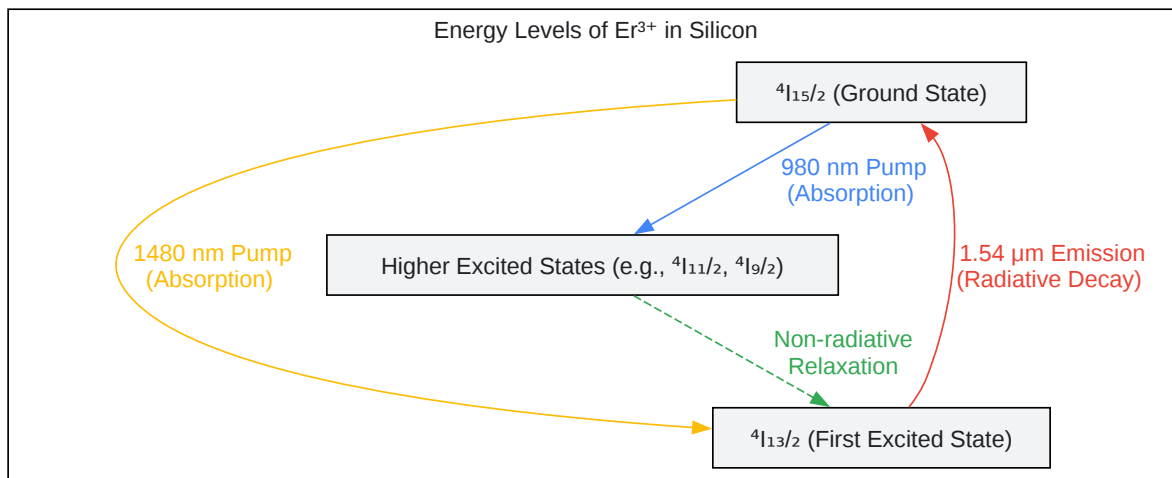 Energy Levels of Er³⁺ in Silicon
⁴I₁₅/₂ (Ground State)
980 nm Pump
(Absorption)
1480 nm Pump
(Absorption)
Higher Excited States (e.g., ⁴I₁₁/₂, ⁴I₉/₂)
1.54 μm Emission
(Radiative Decay)
Non-radiative
Relaxation
⁴I₁₃/₂ (First Excited State)